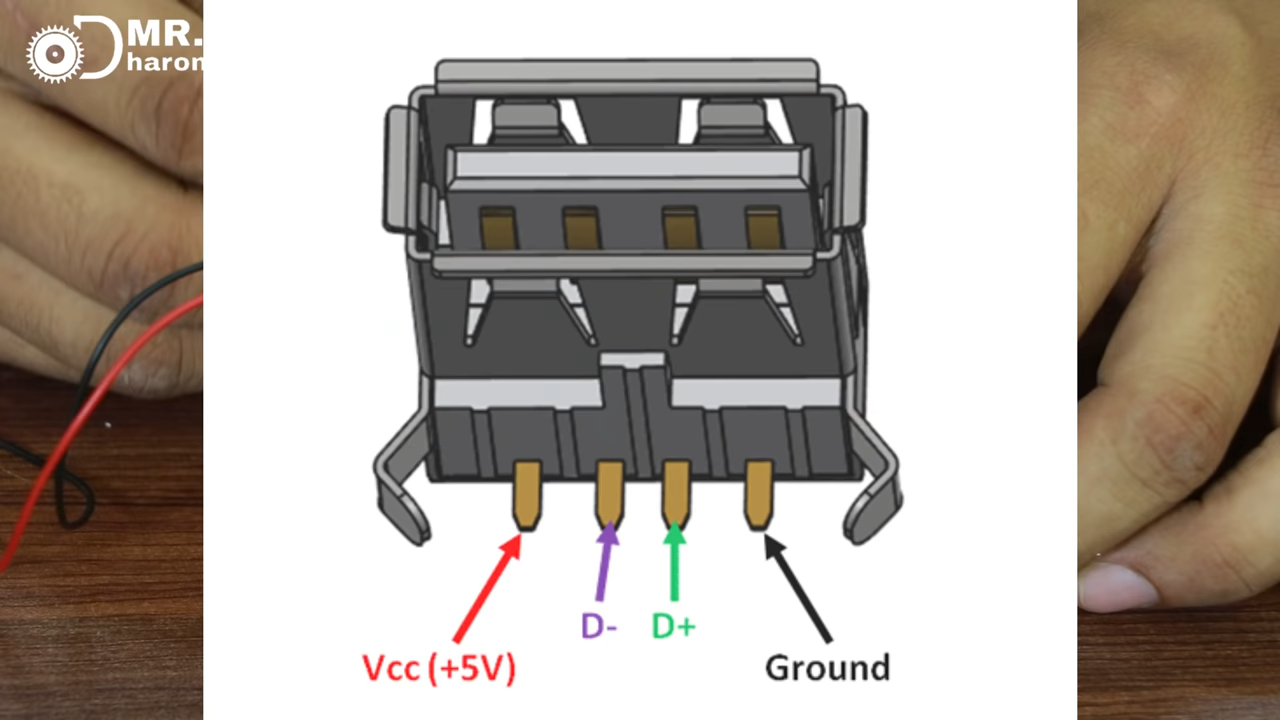 MR.
haron
Vcc (+5V)
D-
D+
Ground